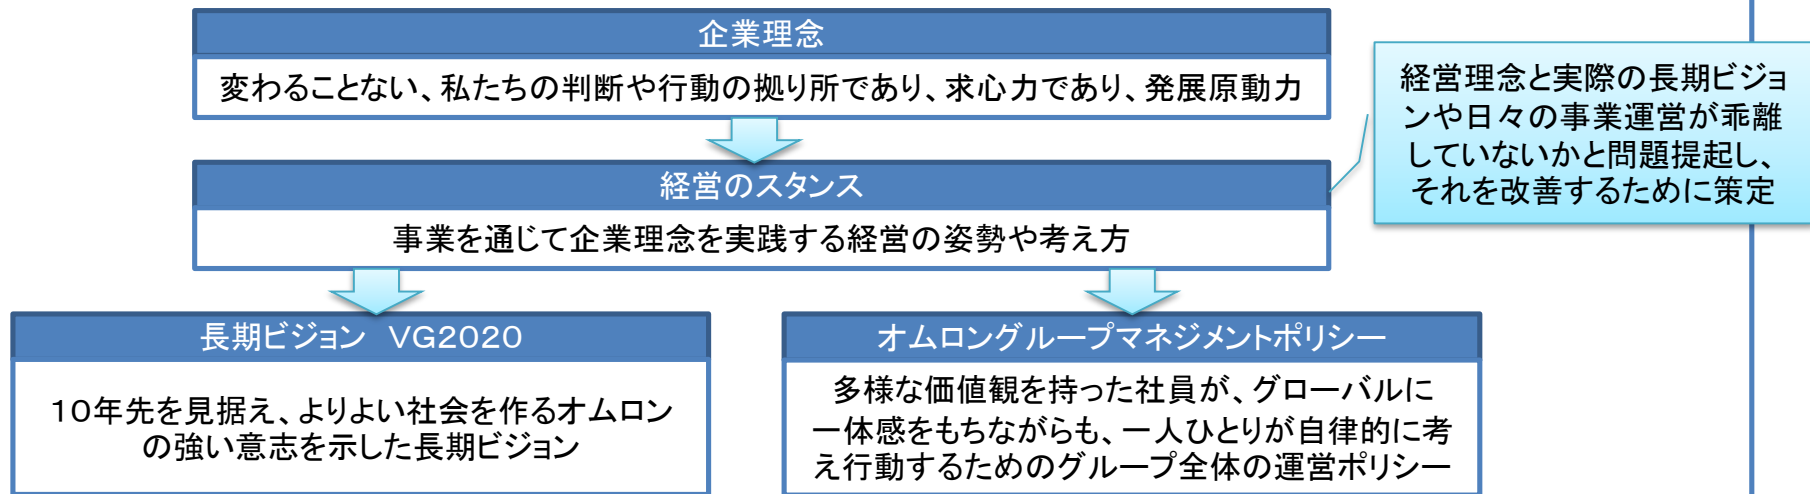 企業理念
変わることない、私たちの判断や行動の拠り所であり、求心力であり、発展原動力
経営理念と実際の長期ビジョ
ンや日々の事業運営が乖離
していないかと問題提起し、
それを改善するために策定
経営のスタンス
事業を通じて企業理念を実践する経営の姿勢や考え方
長期ビジョン　VG2020
10年先を見据え、よりよい社会を作るオムロン
の強い意志を示した長期ビジョン
オムロングループマネジメントポリシー
多様な価値観を持った社員が、グローバルに
一体感をもちながらも、一人ひとりが自律的に考
え行動するためのグループ全体の運営ポリシー